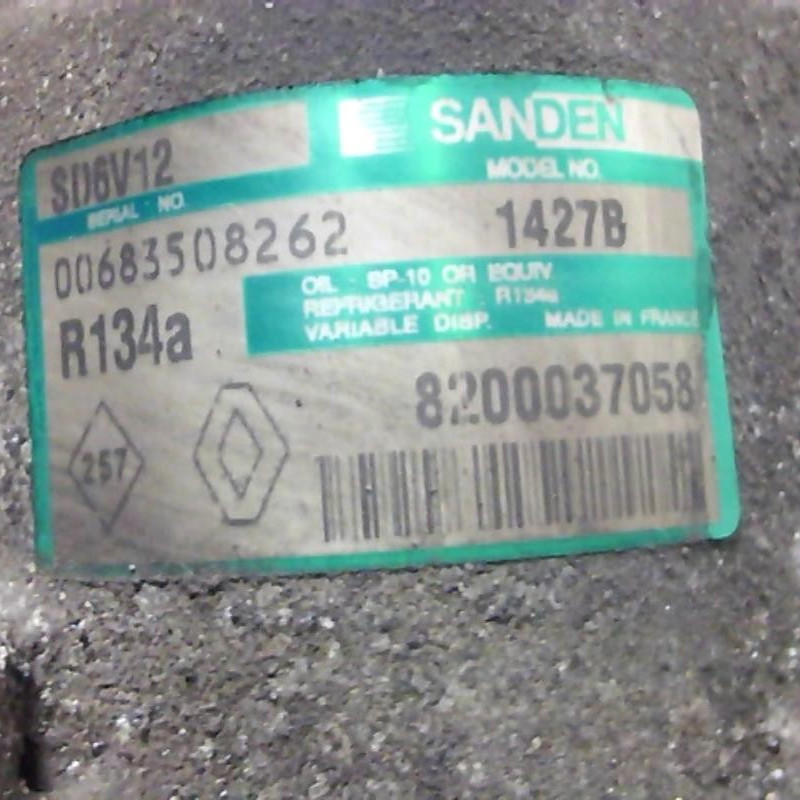 SANDEN
SD6V12
MODEL NO.
SERIAL NO.
00683508262 1427B
OIL SP-10 OR EQUIV
REFRIGERANT R134a
VARIABLE DISP. MADE IN FRANCE
R134a
8200037058
257